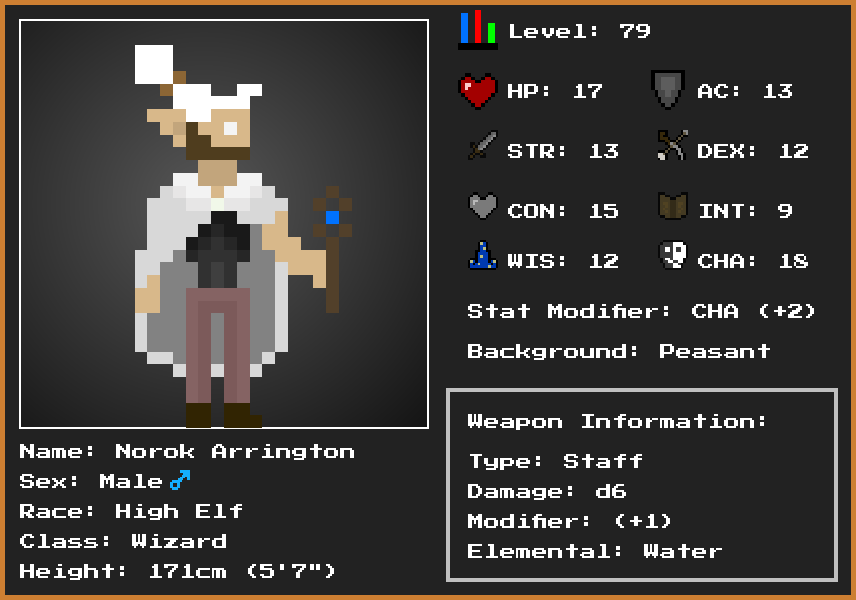 Level: 79
HP: 17
AC: 13
STR: 13
DEX: 12
CON: 15
INT: 9
WIS: 12
CHA: 18
Stat Modifier: CHA (+2)
Background: Peasant
Weapon Information:
Type: Staff
Damage: d6
Modifier: (+1)
Elemental: Water
Name: Norok Arrington
Sex: Male♂
Race: High Elf
Class: Wizard
Height: 171cm (5'7")